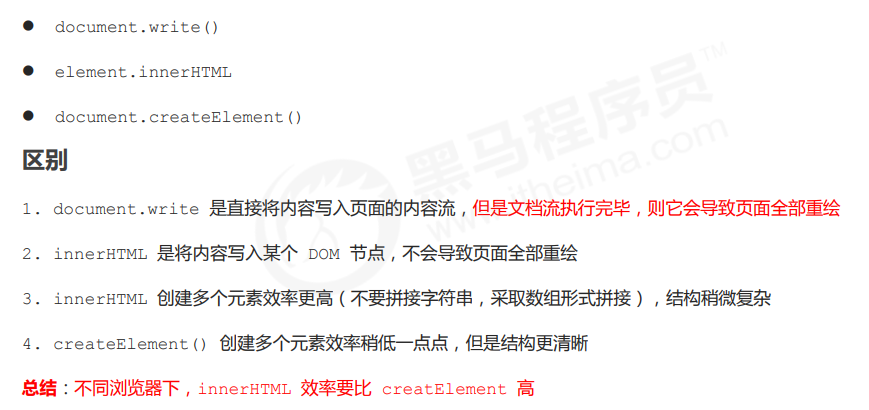 ● document.write()
● element.innerHTML
● document.createElement()
区别
1. document.write 是直接将内容写入页面的内容流，但是文档流执行完毕，则它会导致页面全部重绘
2. innerHTML 是将内容写入某个 DOM 节点，不会导致页面全部重绘
3. innerHTML 创建多个元素效率更高（不要拼接字符串，采取数组形式拼接），结构稍微复杂
4. createElement() 创建多个元素效率稍低一点点，但是结构更清晰
总结：不同浏览器下，innerHTML 效率要比 creatElement 高
黑马程序员™
www.itheima.com